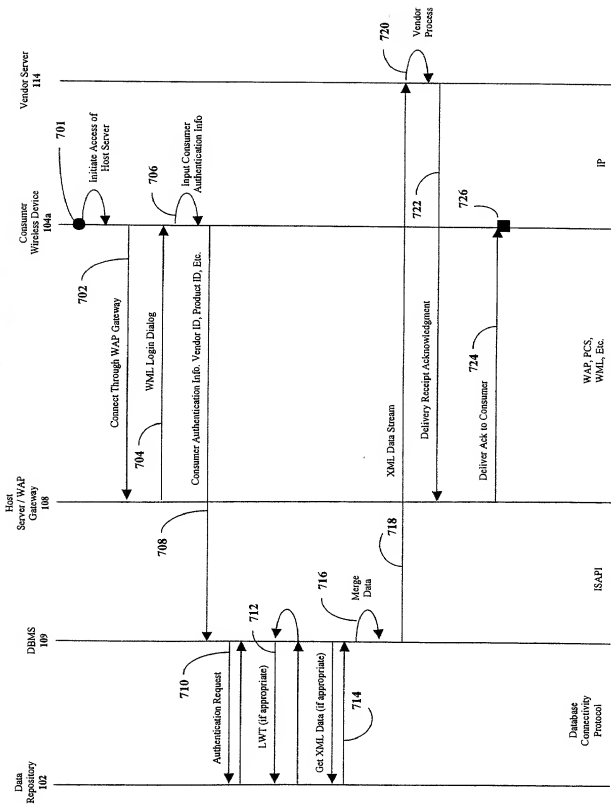 Data
Repository
102
DBMS
109
Host
Server / WAP
Gateway
108
Consumer
Wireless Device
104a
Vendor Server
114
701
Initiate Access of
Host Server
702
Connect Through WAP Gateway
704
WML Login Dialog
706
Input Consumer
Authentication Info
Consumer Authentication Info. Vendor ID, Product ID, Etc.
708
710
Authentication Request
712
LWT (if appropriate)
Get XML Data (if appropriate)
714
716
Merge
Data
718
XML Data Stream
720
Vendor
Process
722
Delivery Receipt Acknowledgment
724
Deliver Ack to Consumer
726
Database
Connectivity
Protocol
ISAPI
WAP, PCS,
WML, Etc.
IP